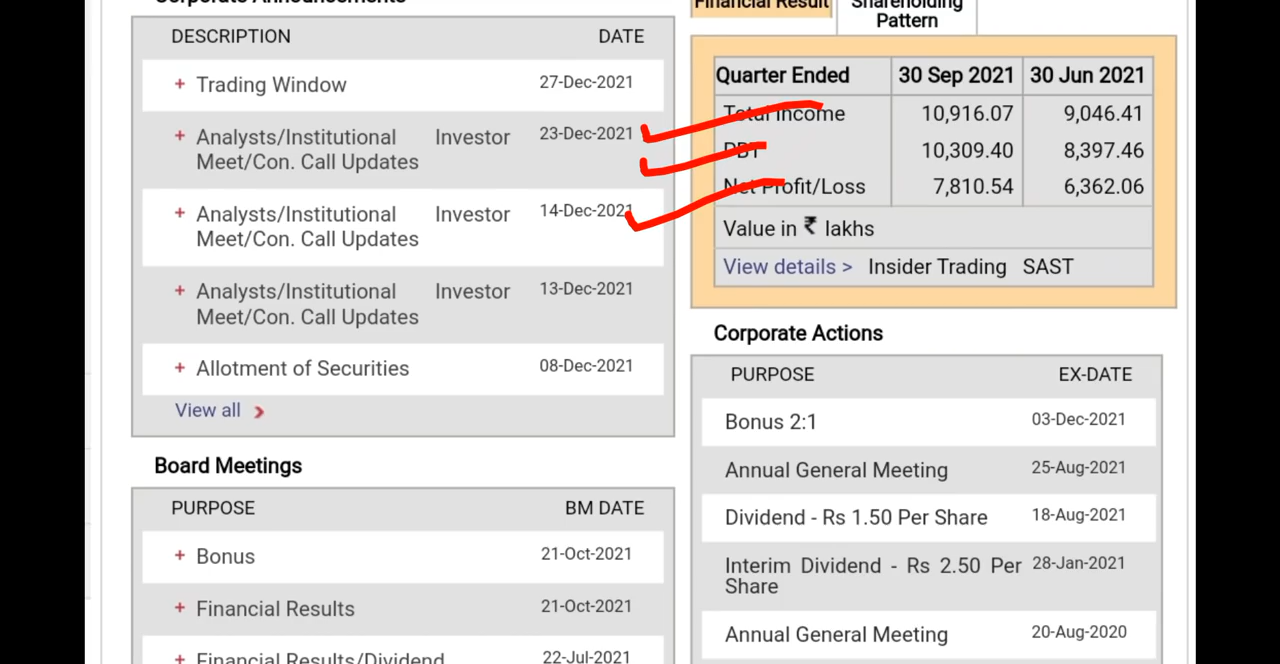 Corporate Announcements
DESCRIPTION DATE
+ Trading Window 27-Dec-2021
+ Analysts/Institutional Investor 23-Dec-2021
Meet/Con. Call Updates
+ Analysts/Institutional Investor 14-Dec-2021
Meet/Con. Call Updates
+ Analysts/Institutional Investor 13-Dec-2021
Meet/Con. Call Updates
+ Allotment of Securities 08-Dec-2021
View all
Board Meetings
PURPOSE BM DATE
+ Bonus 21-Oct-2021
+ Financial Results 21-Oct-2021
+ Financial Results/Dividend 22-Jul-2021
Financial Result
Shareholding
Pattern
Quarter Ended 30 Sep 2021 30 Jun 2021
Total Income 10,916.07 9,046.41
PBT 10,309.40 8,397.46
Net Profit/Loss 7,810.54 6,362.06
Value in ₹ lakhs
View details > Insider Trading SAST
Corporate Actions
PURPOSE EX-DATE
Bonus 2:1 03-Dec-2021
Annual General Meeting 25-Aug-2021
Dividend - Rs 1.50 Per Share 18-Aug-2021
Interim Dividend - Rs 2.50 Per 28-Jan-2021
Share
Annual General Meeting 20-Aug-2020